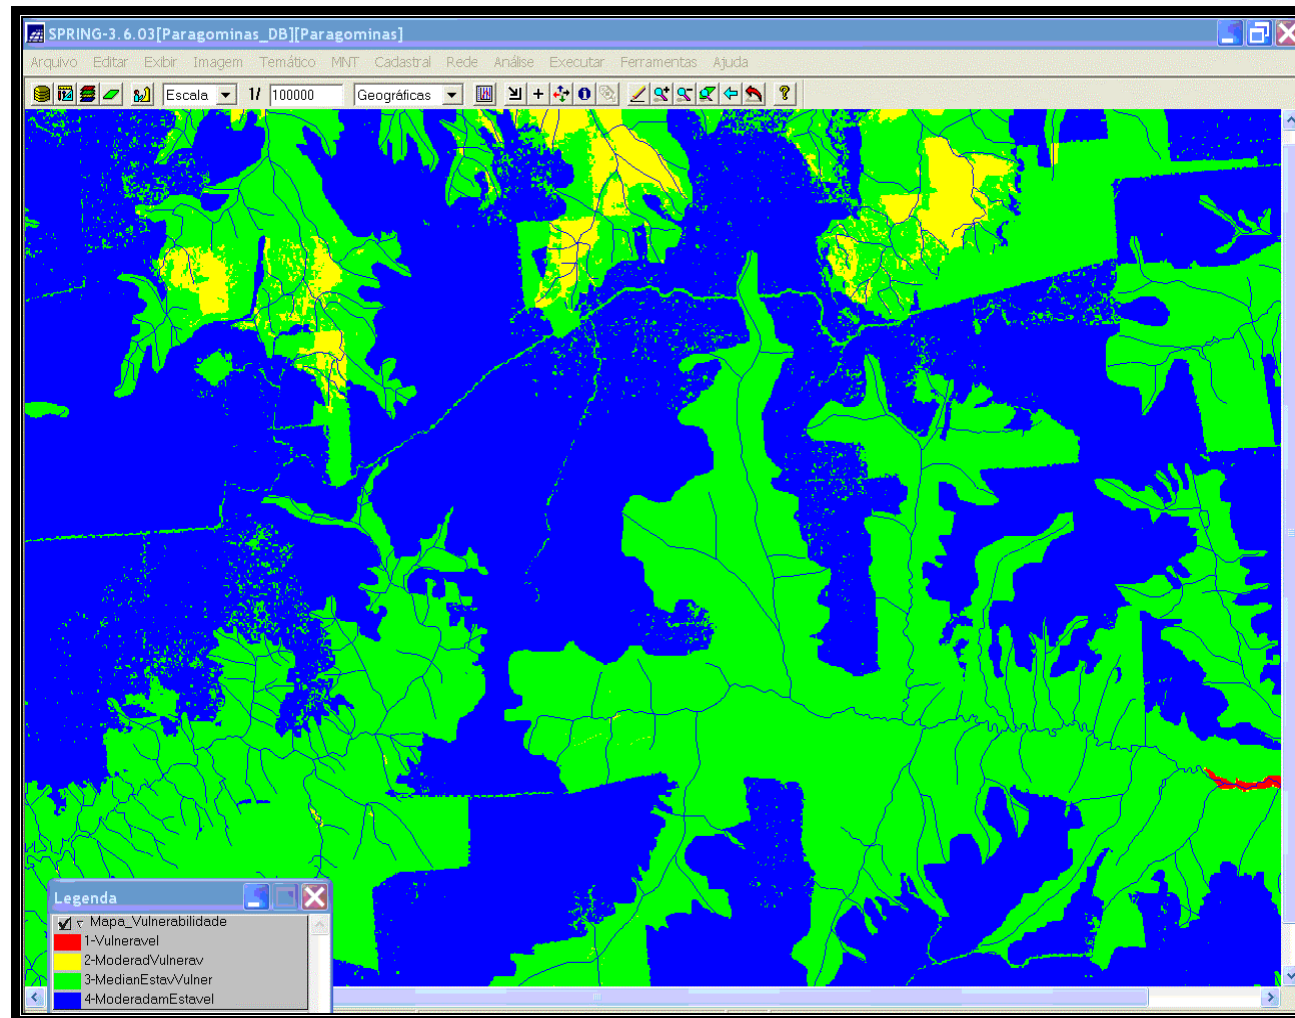 SPRING-3.6.03[Paragominas_DB][Paragominas]
Arquivo Editar Exibir Imagem Temático MNT Cadastral Rede Análise Executar Ferramentas Ajuda
Escala 1/ 100000 Geográficas
Legenda
Mapa_Vulnerabilidade
1-Vulneravel
2-ModeradVulnerav
3-MedianEstavVulner
4-ModeradamEstavel